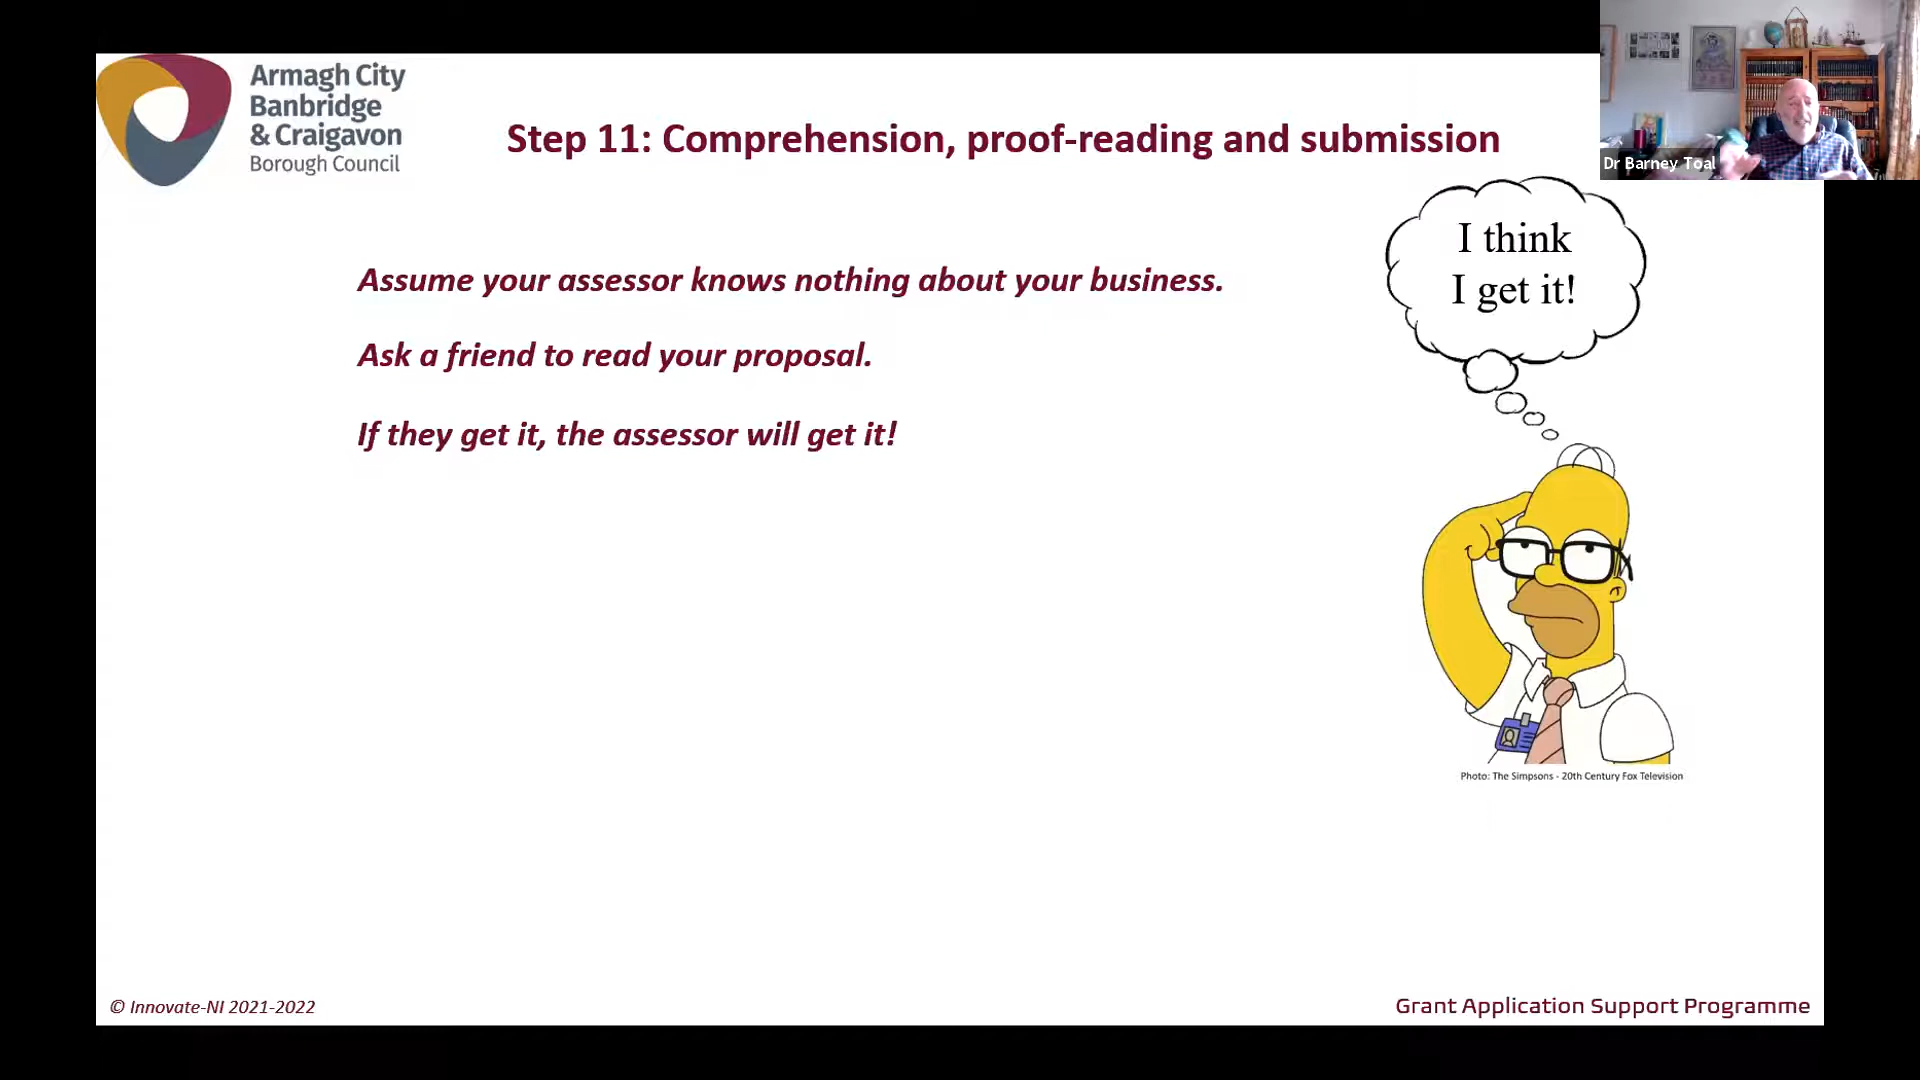 Armagh City
Banbridge
& Craigavon
Borough Council
Step 11: Comprehension, proof-reading and submission
Dr Barney Toal
I think
I get it!
Assume your assessor knows nothing about your business.
Ask a friend to read your proposal.
If they get it, the assessor will get it!
Photo: The Simpsons - 20th Century Fox Television
© Innovate-NI 2021-2022
Grant Application Support Programme